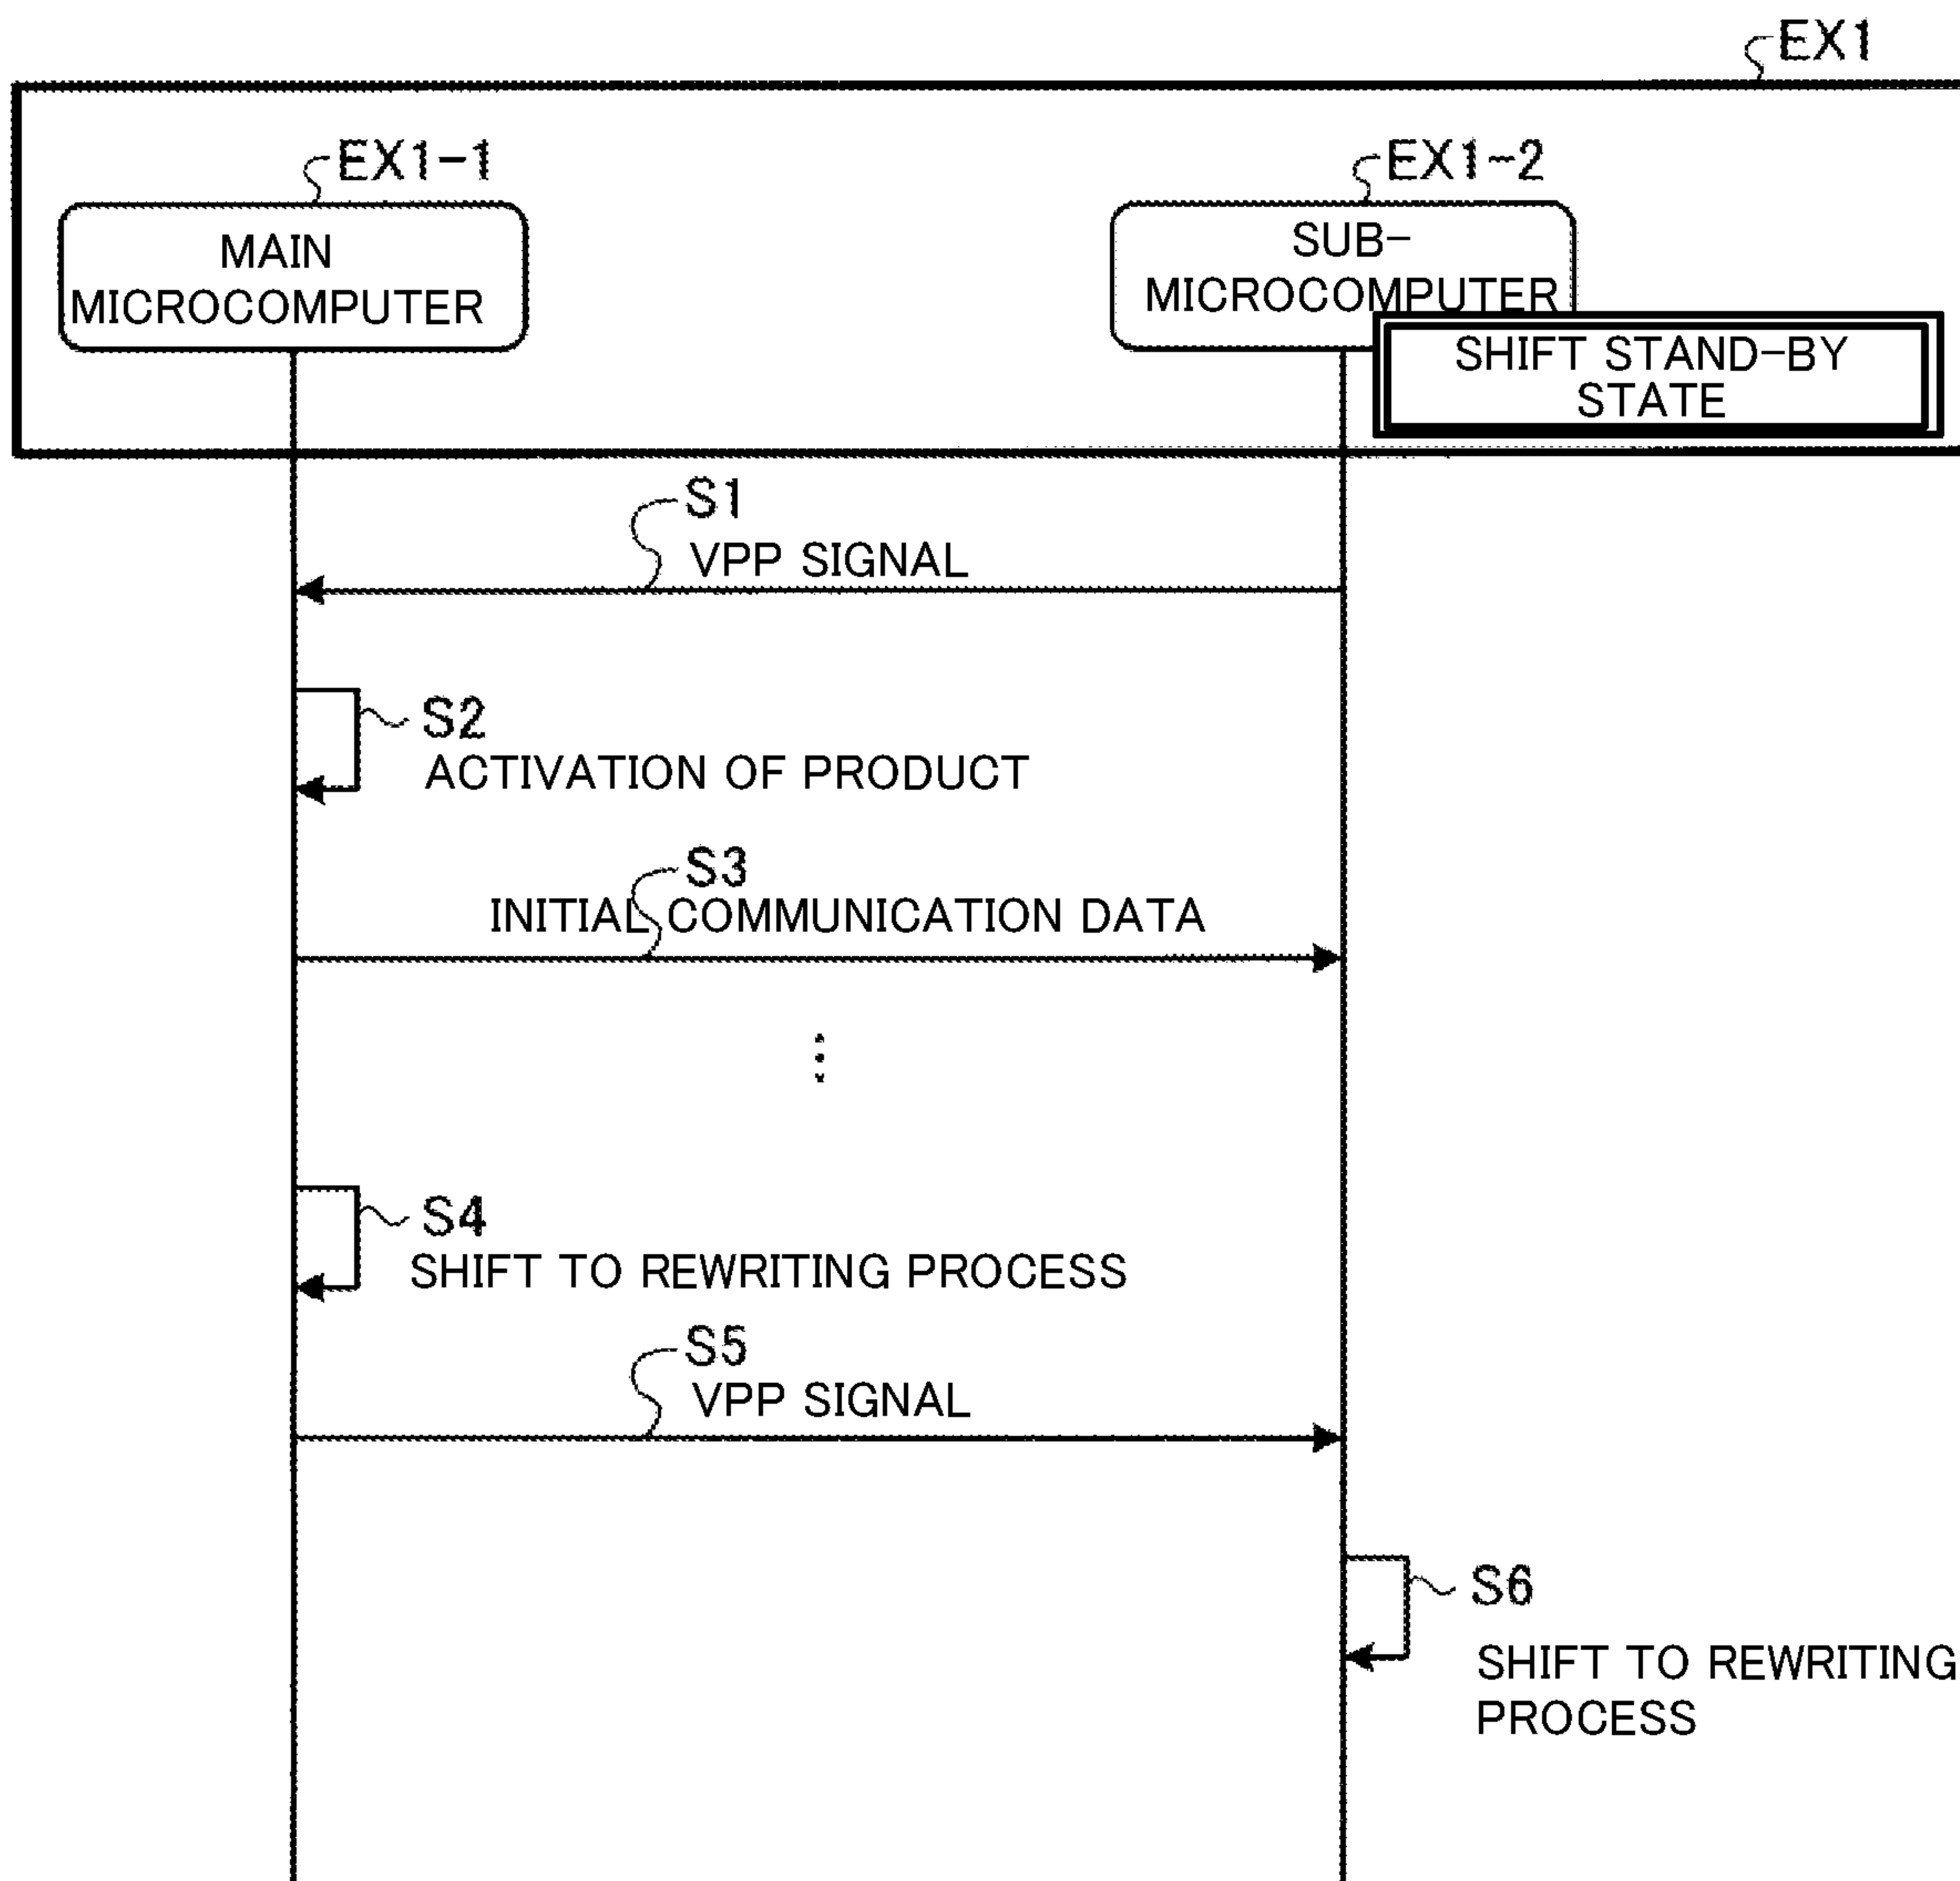 EX1
EX1-1
EX1-2
MAIN
MICROCOMPUTER
SUB-
MICROCOMPUTER
SHIFT STAND-BY
STATE
S1
VPP SIGNAL
S2
ACTIVATION OF PRODUCT
S3
INITIAL COMMUNICATION DATA
S4
SHIFT TO REWRITING PROCESS
S5
VPP SIGNAL
S6
SHIFT TO REWRITING
PROCESS